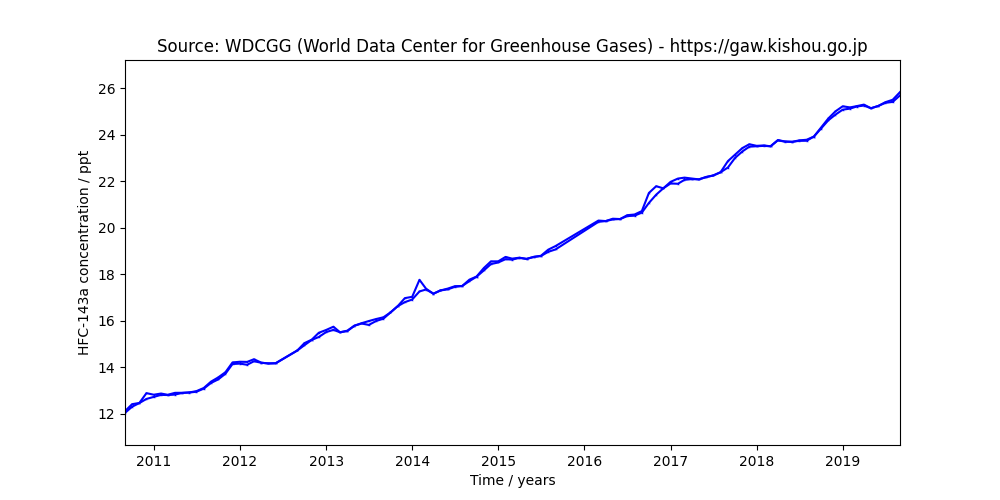 Source: WDCGG (World Data Center for Greenhouse Gases) - https://gaw.kishou.go.jp
HFC-143a concentration / ppt
26
24
22
20
18
16
14
12
2011 2012 2013 2014 2015 2016 2017 2018 2019
Time / years